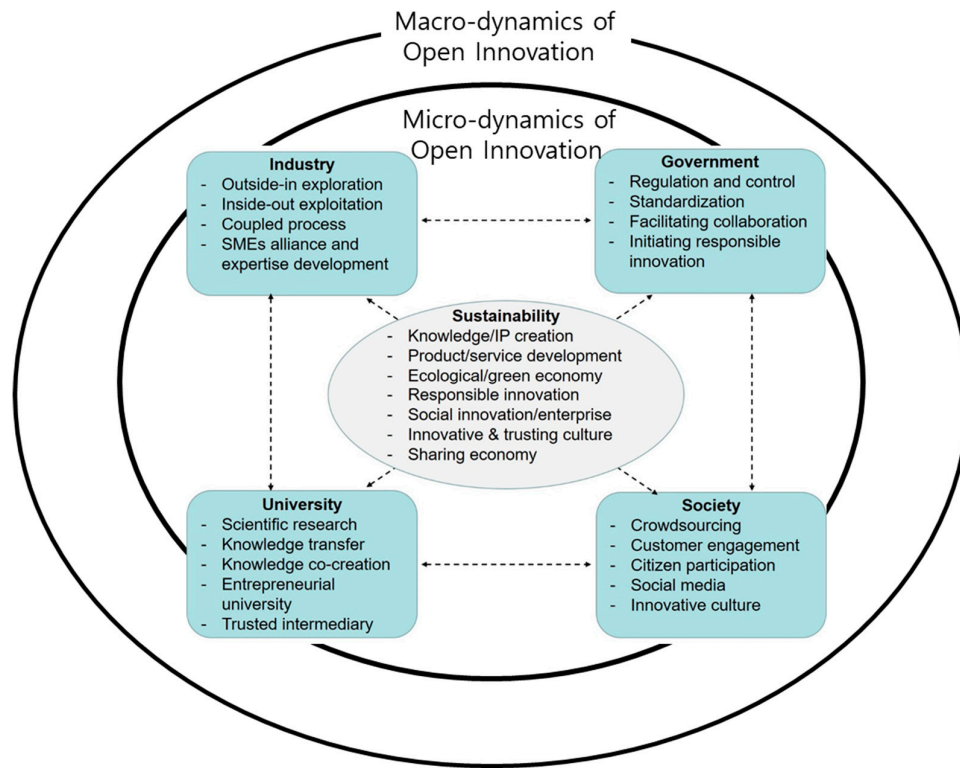 Macro-dynamics of
Open Innovation
Micro-dynamics of
Open Innovation
Industry
- Outside-in exploration
- Inside-out exploitation
- Coupled process
- SMEs alliance and
expertise development
Government
- Regulation and control
- Standardization
- Facilitating collaboration
- Initiating responsible
innovation
Sustainability
- Knowledge/IP creation
- Product/service development
- Ecological/green economy
- Responsible innovation
- Social innovation/enterprise
- Innovative & trusting culture
- Sharing economy
University
- Scientific research
- Knowledge transfer
- Knowledge co-creation
- Entrepreneurial
university
- Trusted intermediary
Society
- Crowdsourcing
- Customer engagement
- Citizen participation
- Social media
- Innovative culture